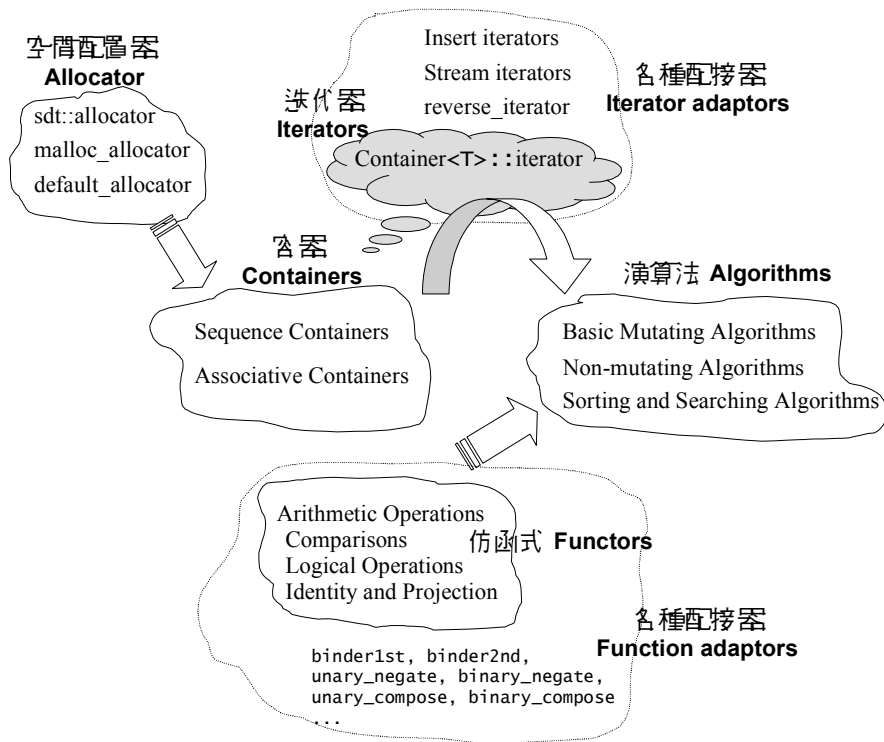 空間配置器
Allocator
sdt::allocator
malloc_allocator
default_allocator
Insert iterators
Stream iterators
reverse_iterator
迭代器
Iterators
各種配接器
Iterator adaptors
Container<T>::iterator
容器
Containers
Sequence Containers
Associative Containers
演算法 Algorithms
Basic Mutating Algorithms
Non-mutating Algorithms
Sorting and Searching Algorithms
Arithmetic Operations
Comparisons
Logical Operations
Identity and Projection
仿函式 Functors
各種配接器
Function adaptors
binder1st, binder2nd,
unary_negate, binary_negate,
unary_compose, binary_compose
...